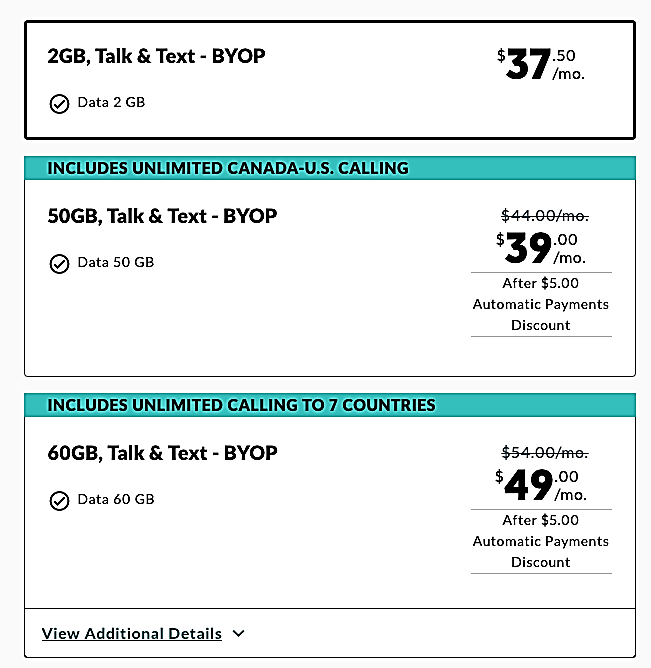 2GB, Talk & Text - BYOP
$37.50/mo.
Data 2 GB
INCLUDES UNLIMITED CANADA-U.S. CALLING
50GB, Talk & Text - BYOP
$44.00/mo.
$39.00/mo.
Data 50 GB
After $5.00
Automatic Payments
Discount
INCLUDES UNLIMITED CALLING TO 7 COUNTRIES
60GB, Talk & Text - BYOP
$54.00/mo.
$49.00/mo.
Data 60 GB
After $5.00
Automatic Payments
Discount
View Additional Details